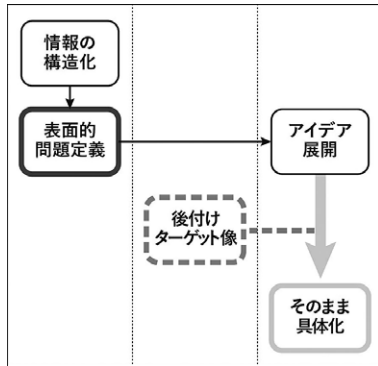 情報の
構造化
表面的
問題定義
アイデア
展開
後付け
ターゲット像
そのまま
具体化